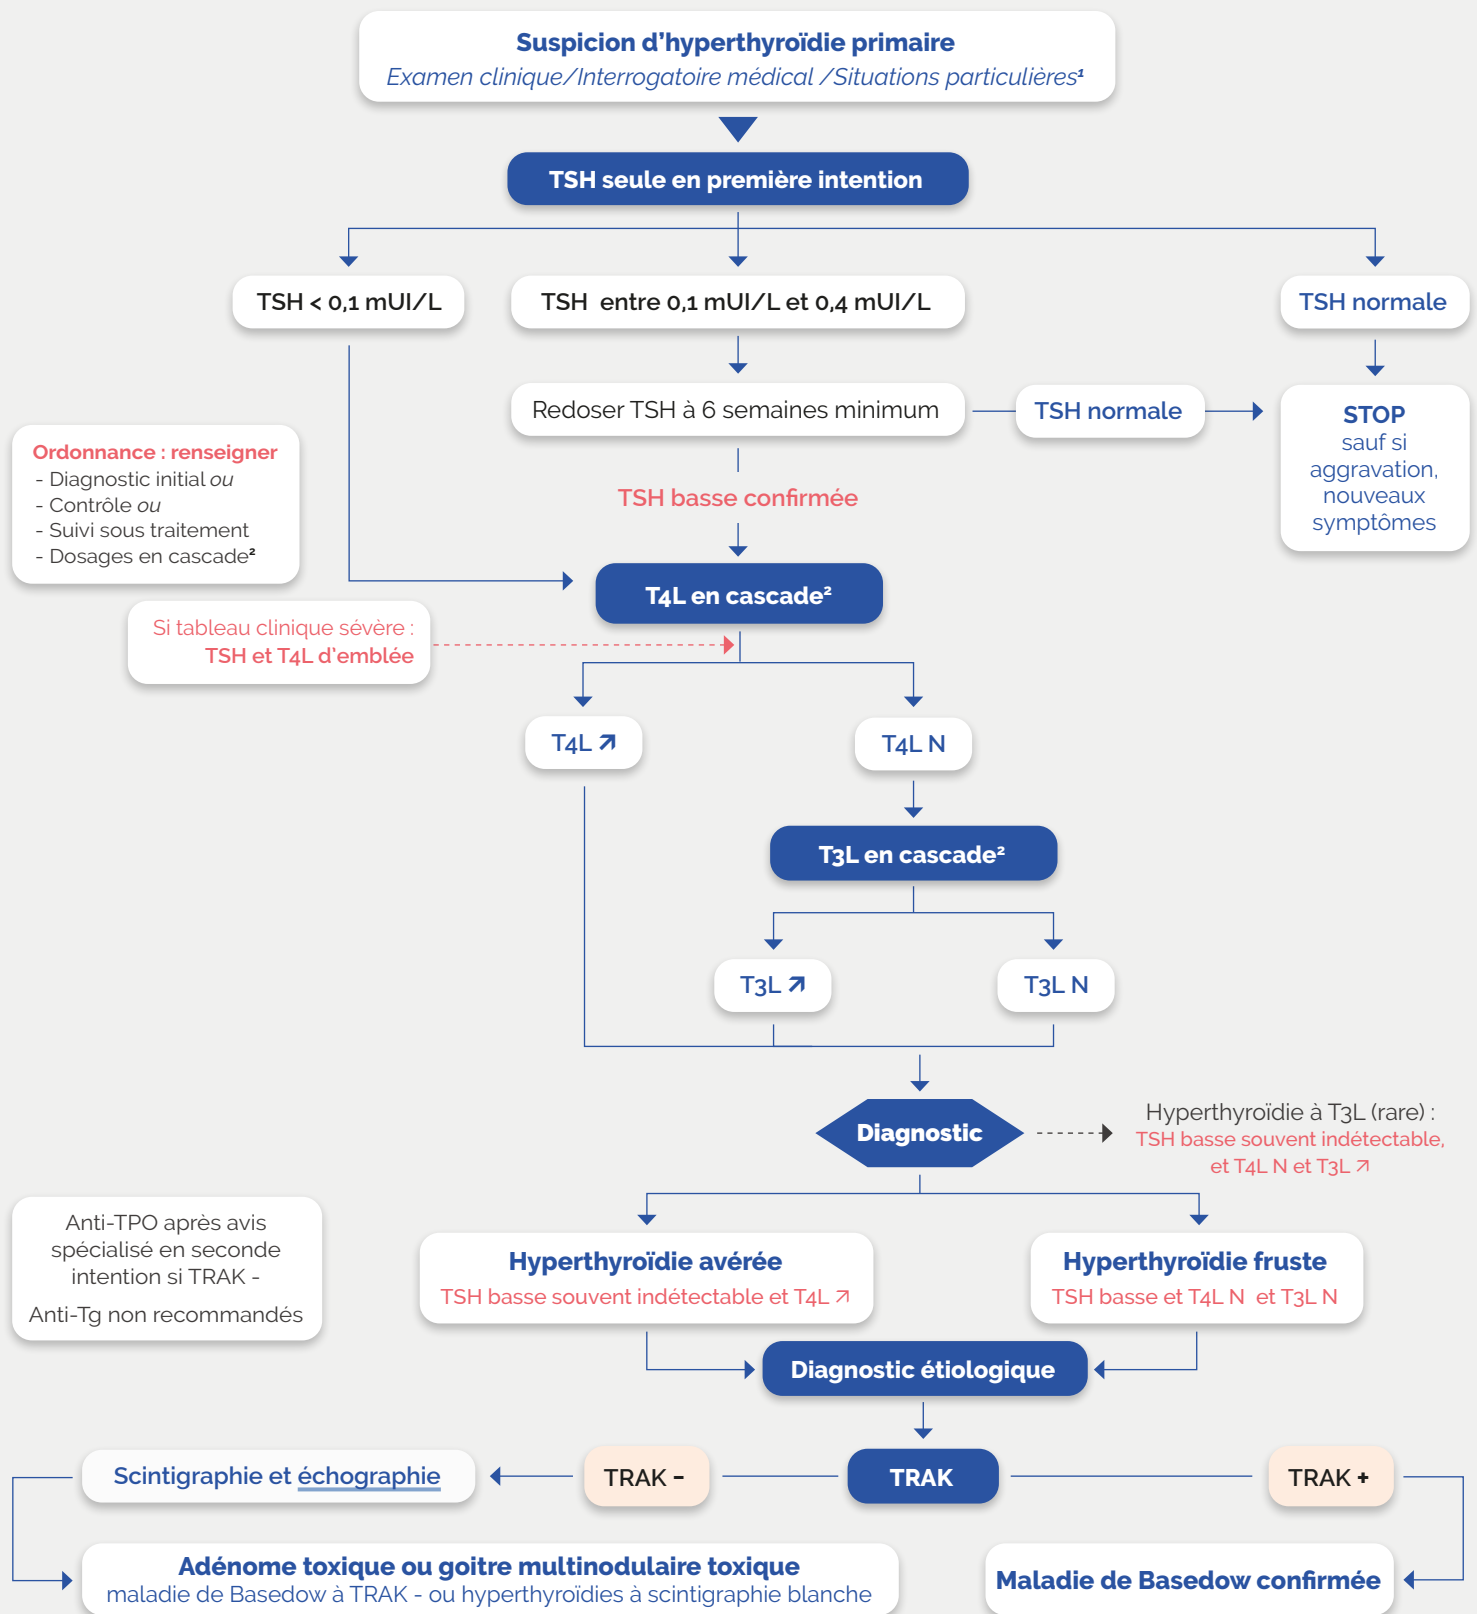 Suspicion d'hyperthyroïdie primaire
Examen clinique/Interrogatoire médical /Situations particulières¹
TSH seule en première intention
TSH < 0,1 mUI/L
TSH entre 0,1 mUI/L et 0,4 mUI/L
TSH normale
Redoser TSH à 6 semaines minimum
TSH normale
STOP
sauf si
aggravation,
nouveaux
symptômes
Ordonnance : renseigner
- Diagnostic initial ou
- Contrôle ou
- Suivi sous traitement
- Dosages en cascade²
TSH basse confirmée
T4L en cascade²
Si tableau clinique sévère :
TSH et T4L d'emblée
T4L ↗
T4L N
T3L en cascade²
T3L ↗
T3L N
Diagnostic
Hyperthyroïdie à T3L (rare) :
TSH basse souvent indétectable,
et T4L N et T3L ↗
Anti-TPO après avis
spécialisé en seconde
intention si TRAK -
Anti-Tg non recommandés
Hyperthyroïdie avérée
TSH basse souvent indétectable et T4L ↗
Hyperthyroïdie fruste
TSH basse et T4L N et T3L N
Diagnostic étiologique
Scintigraphie et échographie
TRAK -
TRAK
TRAK +
Adénome toxique ou goitre multinodulaire toxique
maladie de Basedow à TRAK - ou hyperthyroïdies à scintigraphie blanche
Maladie de Basedow confirmée